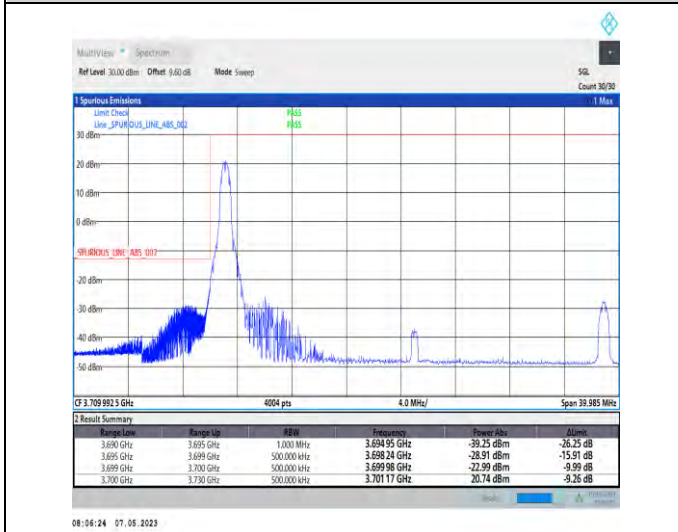 MultiView Spectrum
Ref Level 30.00 dBm Offset 9.60 dB Mode Sweep SGL
Count 30/30
1 Spurious Emissions 1 Max
Limit Check PASS
Line _SPURIOUS_LINE_ABS_002 PASS
30 dBm
20 dBm
10 dBm
0 dBm
_SPURIOUS_LINE_ABS_002
-20 dBm
-30 dBm
-40 dBm
-50 dBm
CF 3.709 992 5 GHz 4004 pts 4.0 MHz/ Span 39.985 MHz
2 Result Summary
Range Low Range Up RBW Frequency Power Abs ΔLimit
3.690 GHz 3.695 GHz 1.000 MHz 3.694 95 GHz -39.25 dBm -26.25 dB
3.695 GHz 3.699 GHz 500.000 kHz 3.698 24 GHz -28.91 dBm -15.91 dB
3.699 GHz 3.700 GHz 500.000 kHz 3.699 98 GHz -22.99 dBm -9.99 dB
3.700 GHz 3.730 GHz 500.000 kHz 3.701 17 GHz 20.74 dBm -9.26 dB
08:06:24 07.05.2023